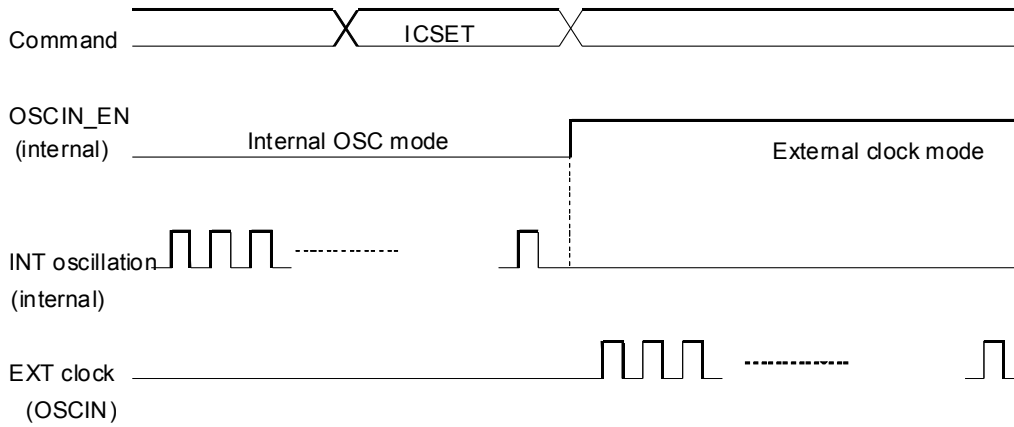 Command
ICSET
OSCIN_EN
(internal)
Internal OSC mode
External clock mode
INT oscillation
(internal)
EXT clock
(OSCIN)